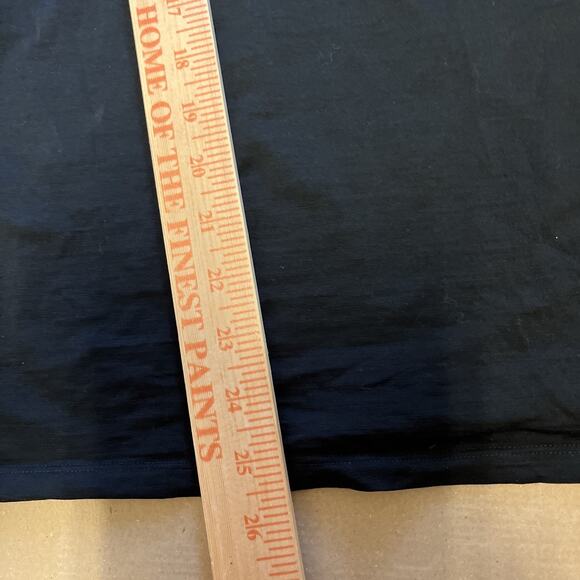 17 18 19 20 21 22 23 24 25 26
HOME OF THE FINEST PAINTS